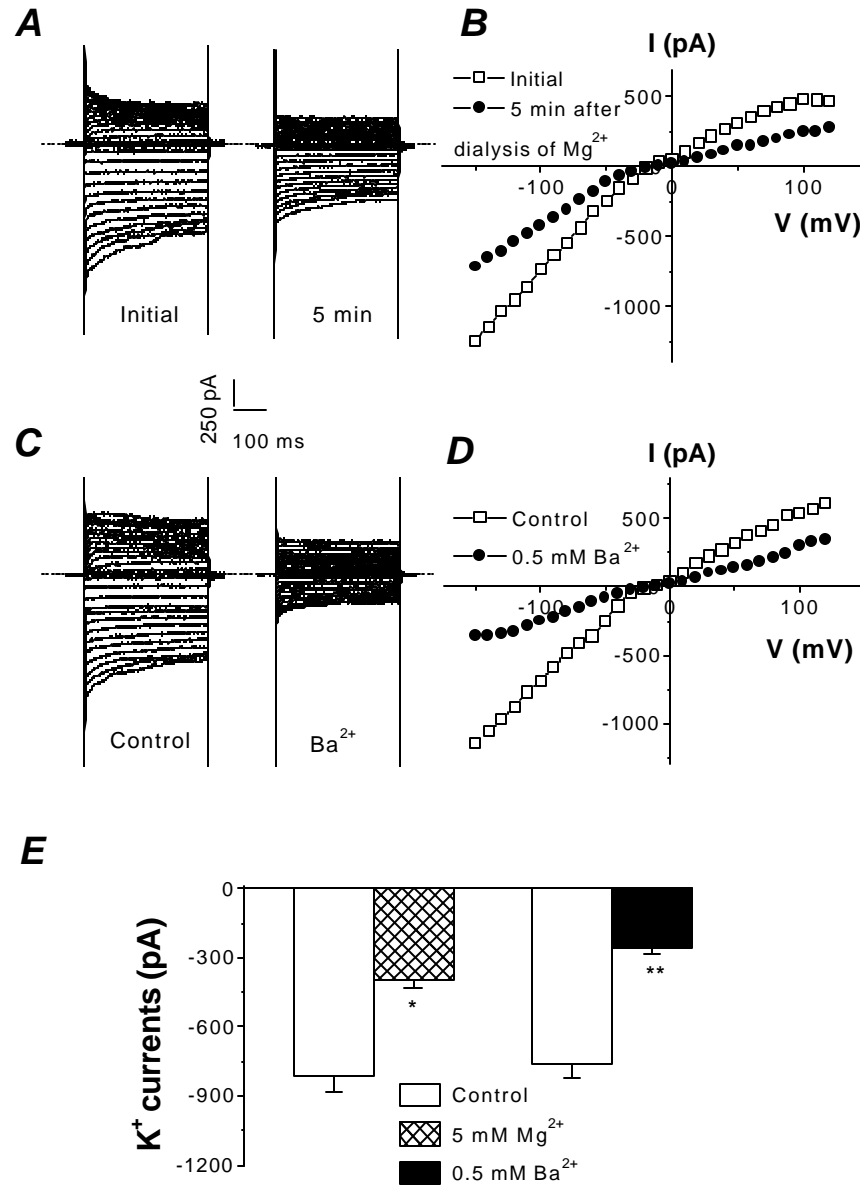 A
Initial
5 min
250 pA
100 ms
B
I (pA)
Initial
5 min after
dialysis of Mg²⁺
500
-100
0
100
V (mV)
-500
-1000
C
Control
Ba²⁺
D
I (pA)
Control
0.5 mM Ba²⁺
500
-100
0
100
V (mV)
-500
-1000
E
K⁺ currents (pA)
0
-300
-600
-900
-1200
*
**
Control
5 mM Mg²⁺
0.5 mM Ba²⁺